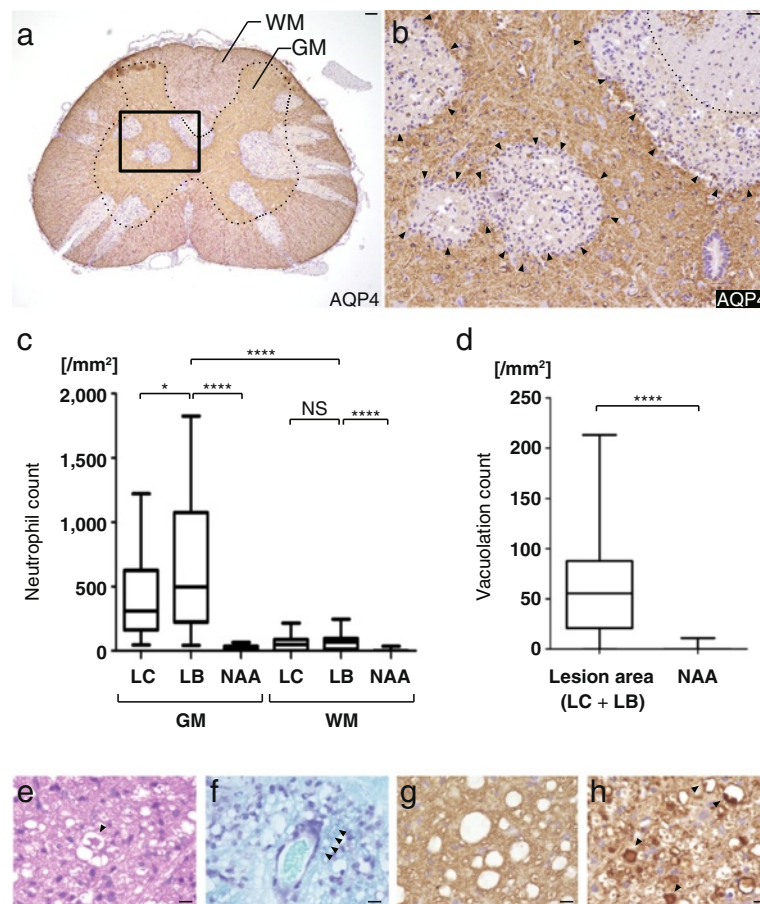 a
WM
GM
AQP4
b
AQP4
c
[/mm²]
Neutrophil count
2,000
1,500
1,000
500
0
* **** **** NS ****
LC LB NAA LC LB NAA
GM WM
d
[/mm²]
Vacuolation count
250
200
150
100
50
0
****
Lesion area NAA
(LC + LB)
e f g h